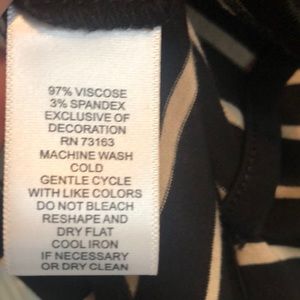 97% VISCOSE
3% SPANDEX
EXCLUSIVE OF
DECORATION
RN 73163
MACHINE WASH
COLD
GENTLE CYCLE
WITH LIKE COLORS
DO NOT BLEACH
RESHAPE AND
DRY FLAT
COOL IRON
IF NECESSARY
OR DRY CLEAN